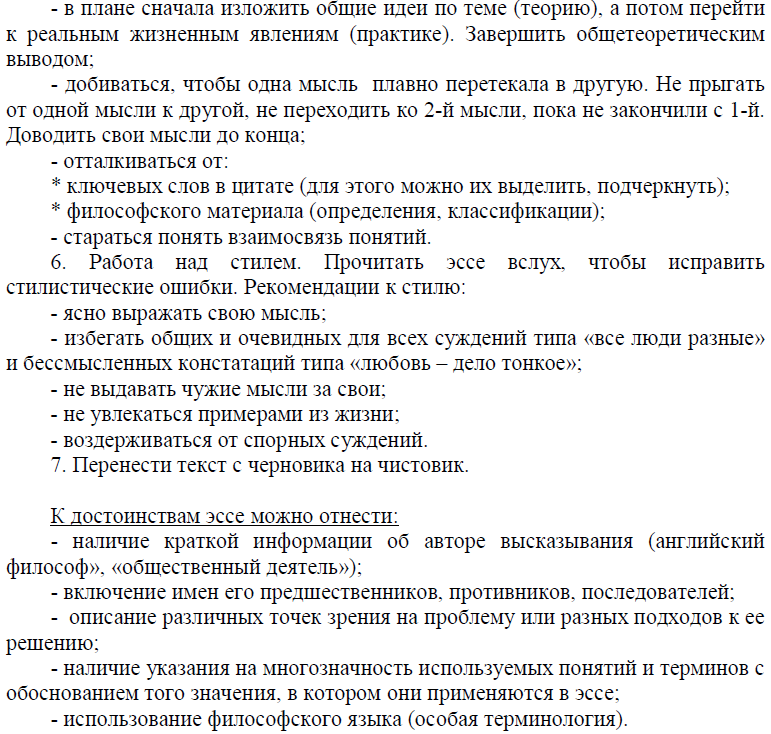 - в плане сначала изложить общие идеи по теме (теорию), а потом перейти
к реальным жизненным явлениям (практике). Завершить общетеоретическим
выводом;
- добиваться, чтобы одна мысль плавно перетекала в другую. Не прыгать
от одной мысли к другой, не переходить ко 2-й мысли, пока не закончили с 1-й.
Доводить свои мысли до конца;
- отталкиваться от:
* ключевых слов в цитате (для этого можно их выделить, подчеркнуть);
* философского материала (определения, классификации);
- стараться понять взаимосвязь понятий.
6. Работа над стилем. Прочитать эссе вслух, чтобы исправить
стилистические ошибки. Рекомендации к стилю:
- ясно выражать свою мысль;
- избегать общих и очевидных для всех суждений типа «все люди разные»
и бессмысленных констатаций типа «любовь – дело тонкое»;
- не выдавать чужие мысли за свои;
- не увлекаться примерами из жизни;
- воздерживаться от спорных суждений.
7. Перенести текст с черновика на чистовик.
К достоинствам эссе можно отнести:
- наличие краткой информации об авторе высказывания (английский
философ», «общественный деятель»);
- включение имен его предшественников, противников, последователей;
- описание различных точек зрения на проблему или разных подходов к ее
решению;
- наличие указания на многозначность используемых понятий и терминов с
обоснованием того значения, в котором они применяются в эссе;
- использование философского языка (особая терминология).